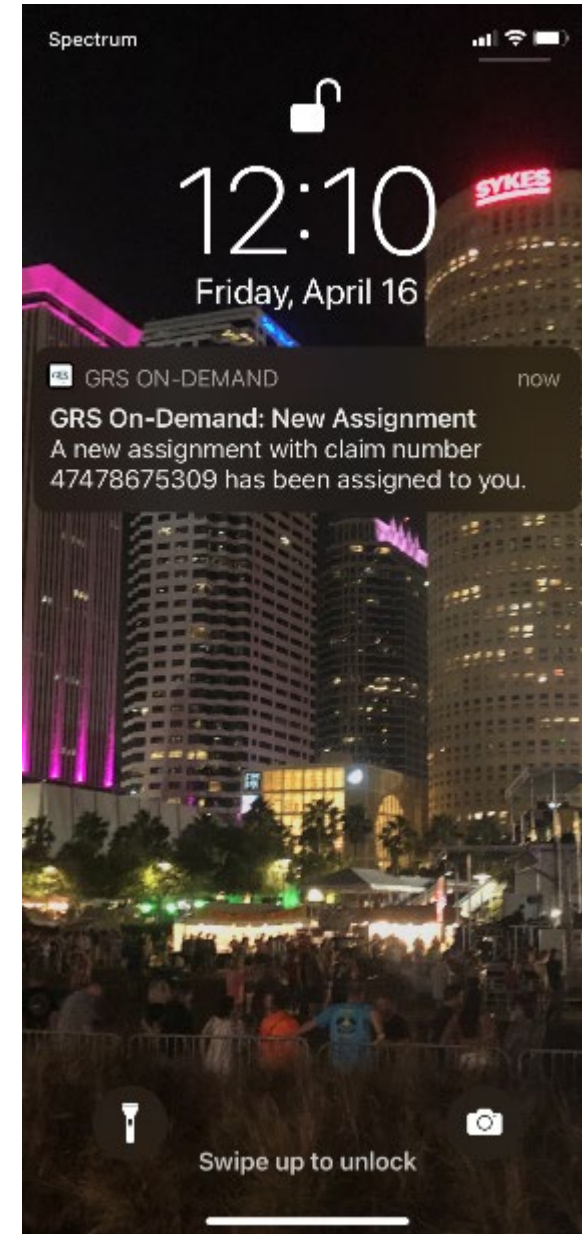 Spectrum
12:10
Friday, April 16
SYKES
GRS ON-DEMAND now
GRS On-Demand: New Assignment
A new assignment with claim number
47478675309 has been assigned to you.
Swipe up to unlock